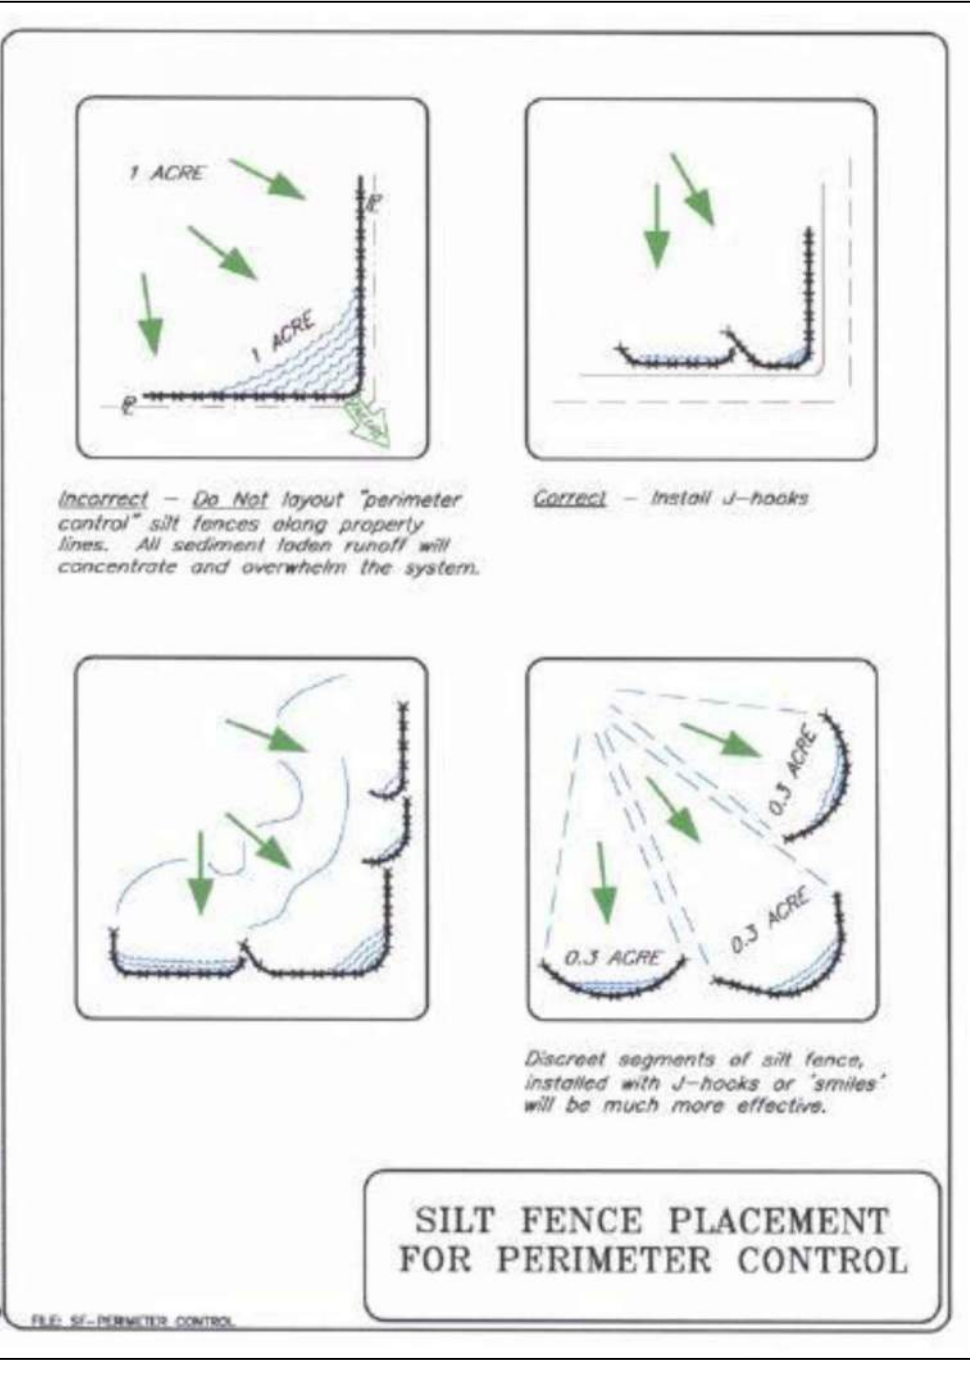 1 ACRE
1 ACRE
Incorrect - Do Not layout "perimeter
control" silt fences along property
lines. All sediment laden runoff will
concentrate and overwhelm the system.
Correct - Install J-hooks
0.3 ACRE
0.3 ACRE
0.3 ACRE
Discreet segments of silt fence,
installed with J-hooks or 'smiles'
will be much more effective.
SILT FENCE PLACEMENT
FOR PERIMETER CONTROL
FILE: SF-PERIMETER CONTROL